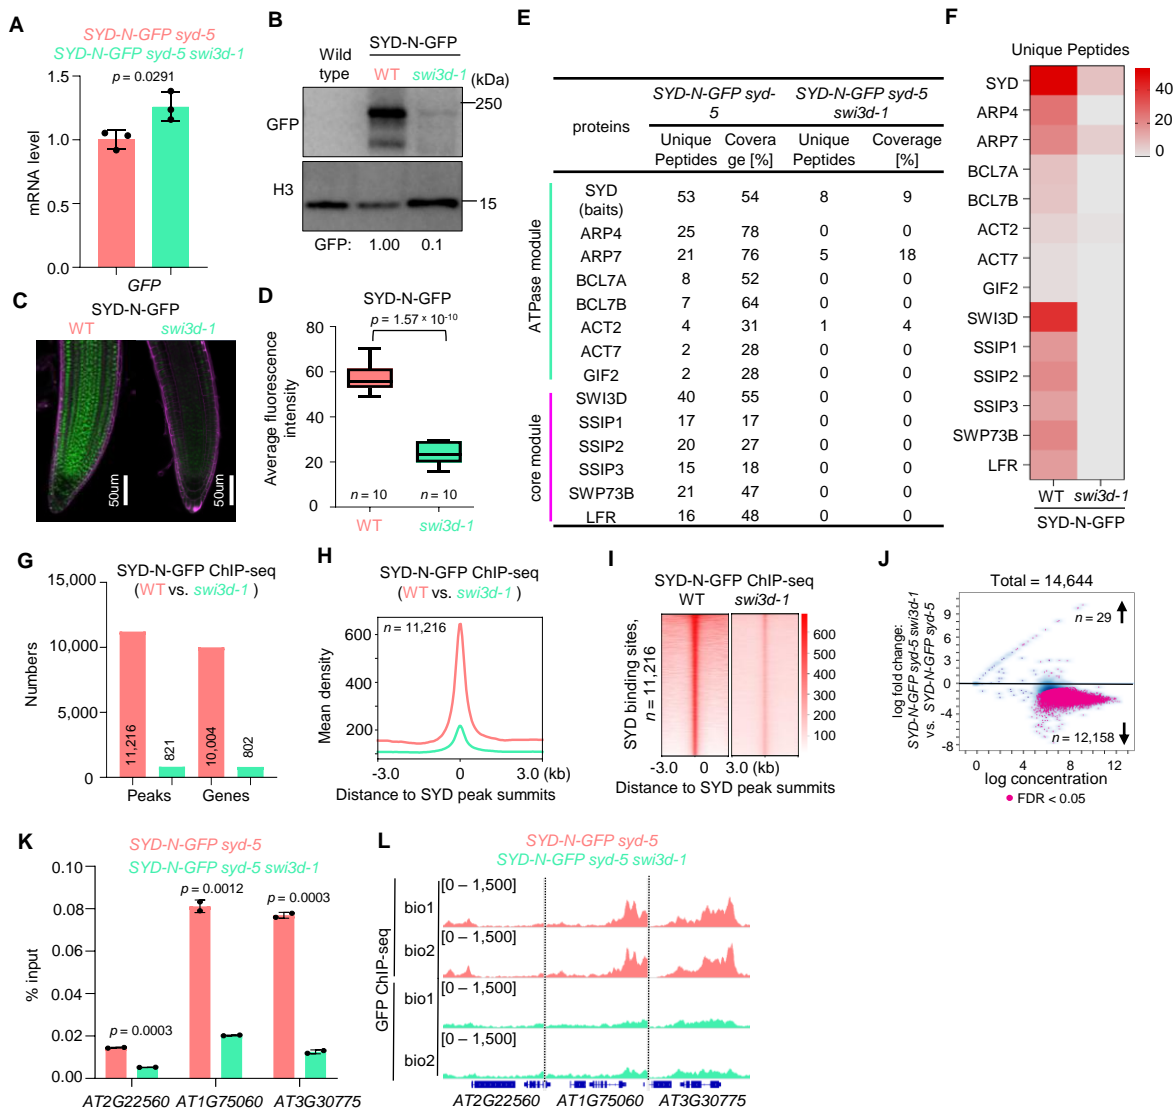 A
SYD-N-GFP syd-5
SYD-N-GFP syd-5 swi3d-1
p = 0.0291
1.5
1.0
0.5
0.0
mRNA level
GFP
B
SYD-N-GFP
Wild type
WT
swi3d-1
(kDa)
250
GFP
H3
15
GFP: 1.00 0.1
C
SYD-N-GFP
WT swi3d-1
50um
50um
D
SYD-N-GFP
p = 1.57 × 10-10
80
60
40
20
0
Average fluorescence intensity
n = 10 n = 10
WT swi3d-1
E
proteins
SYD-N-GFP syd-5
SYD-N-GFP syd-5 swi3d-1
Unique Peptides
Coverage [%]
Unique Peptides
Coverage [%]
ATPase module
SYD (baits) 53 54 8 9
ARP4 25 78 0 0
ARP7 21 76 5 18
BCL7A 8 52 0 0
BCL7B 7 64 0 0
ACT2 4 31 1 4
ACT7 2 28 0 0
GIF2 2 28 0 0
core module
SWI3D 40 55 0 0
SSIP1 17 17 0 0
SSIP2 20 27 0 0
SSIP3 15 18 0 0
SWP73B 21 47 0 0
LFR 16 48 0 0
F
Unique Peptides
SYD
ARP4
ARP7
BCL7A
BCL7B
ACT2
ACT7
GIF2
SWI3D
SSIP1
SSIP2
SSIP3
SWP73B
LFR
40
20
0
WT swi3d-1
SYD-N-GFP
G
SYD-N-GFP ChIP-seq
(WT vs. swi3d-1 )
15,000
10,000
5,000
0
Numbers
11,216
821
10,004
802
Peaks Genes
H
SYD-N-GFP ChIP-seq
(WT vs. swi3d-1 )
n = 11,216
600
400
200
Mean density
-3.0 0 3.0 (kb)
Distance to SYD peak summits
I
SYD-N-GFP ChIP-seq
WT swi3d-1
SYD binding sites,
n = 11,216
600
500
400
300
200
100
-3.0 0 3.0 (kb)
Distance to SYD peak summits
J
Total = 14,644
log fold change:
SYD-N-GFP syd-5 swi3d-1
vs. SYD-N-GFP syd-5
9
6
4
2
0
-2
-4
-6
-8
n = 29
n = 12,158
0 2 4 6 8 10 12 14
log concentration
FDR < 0.05
K
SYD-N-GFP syd-5
SYD-N-GFP syd-5 swi3d-1
0.10
0.08
0.06
0.04
0.02
0.00
% input
p = 0.0003
p = 0.0012
p = 0.0003
AT2G22560 AT1G75060 AT3G30775
L
SYD-N-GFP syd-5
SYD-N-GFP syd-5 swi3d-1
GFP ChIP-seq
bio1 [0 – 1,500]
bio2 [0 – 1,500]
bio1 [0 – 1,500]
bio2 [0 – 1,500]
AT2G22560 AT1G75060 AT3G30775